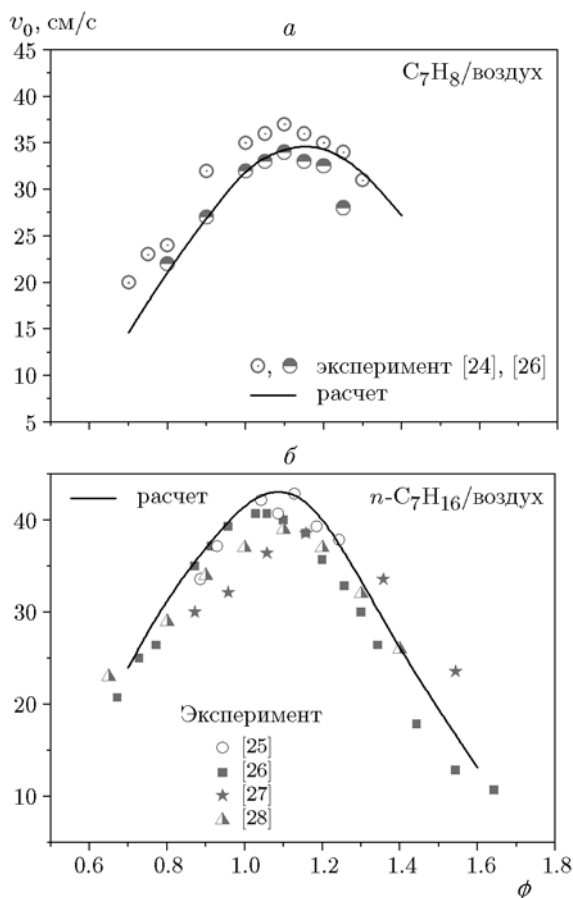 v₀, см/с
а
45
40
35
30
25
20
15
10
5
C₇H₈/воздух
, эксперимент [24], [26]
расчет
б
40
30
20
10
расчет
n-C₇H₁₆/воздух
Эксперимент
[25]
[26]
[27]
[28]
0.6 0.8 1.0 1.2 1.4 1.6 1.8
ϕ